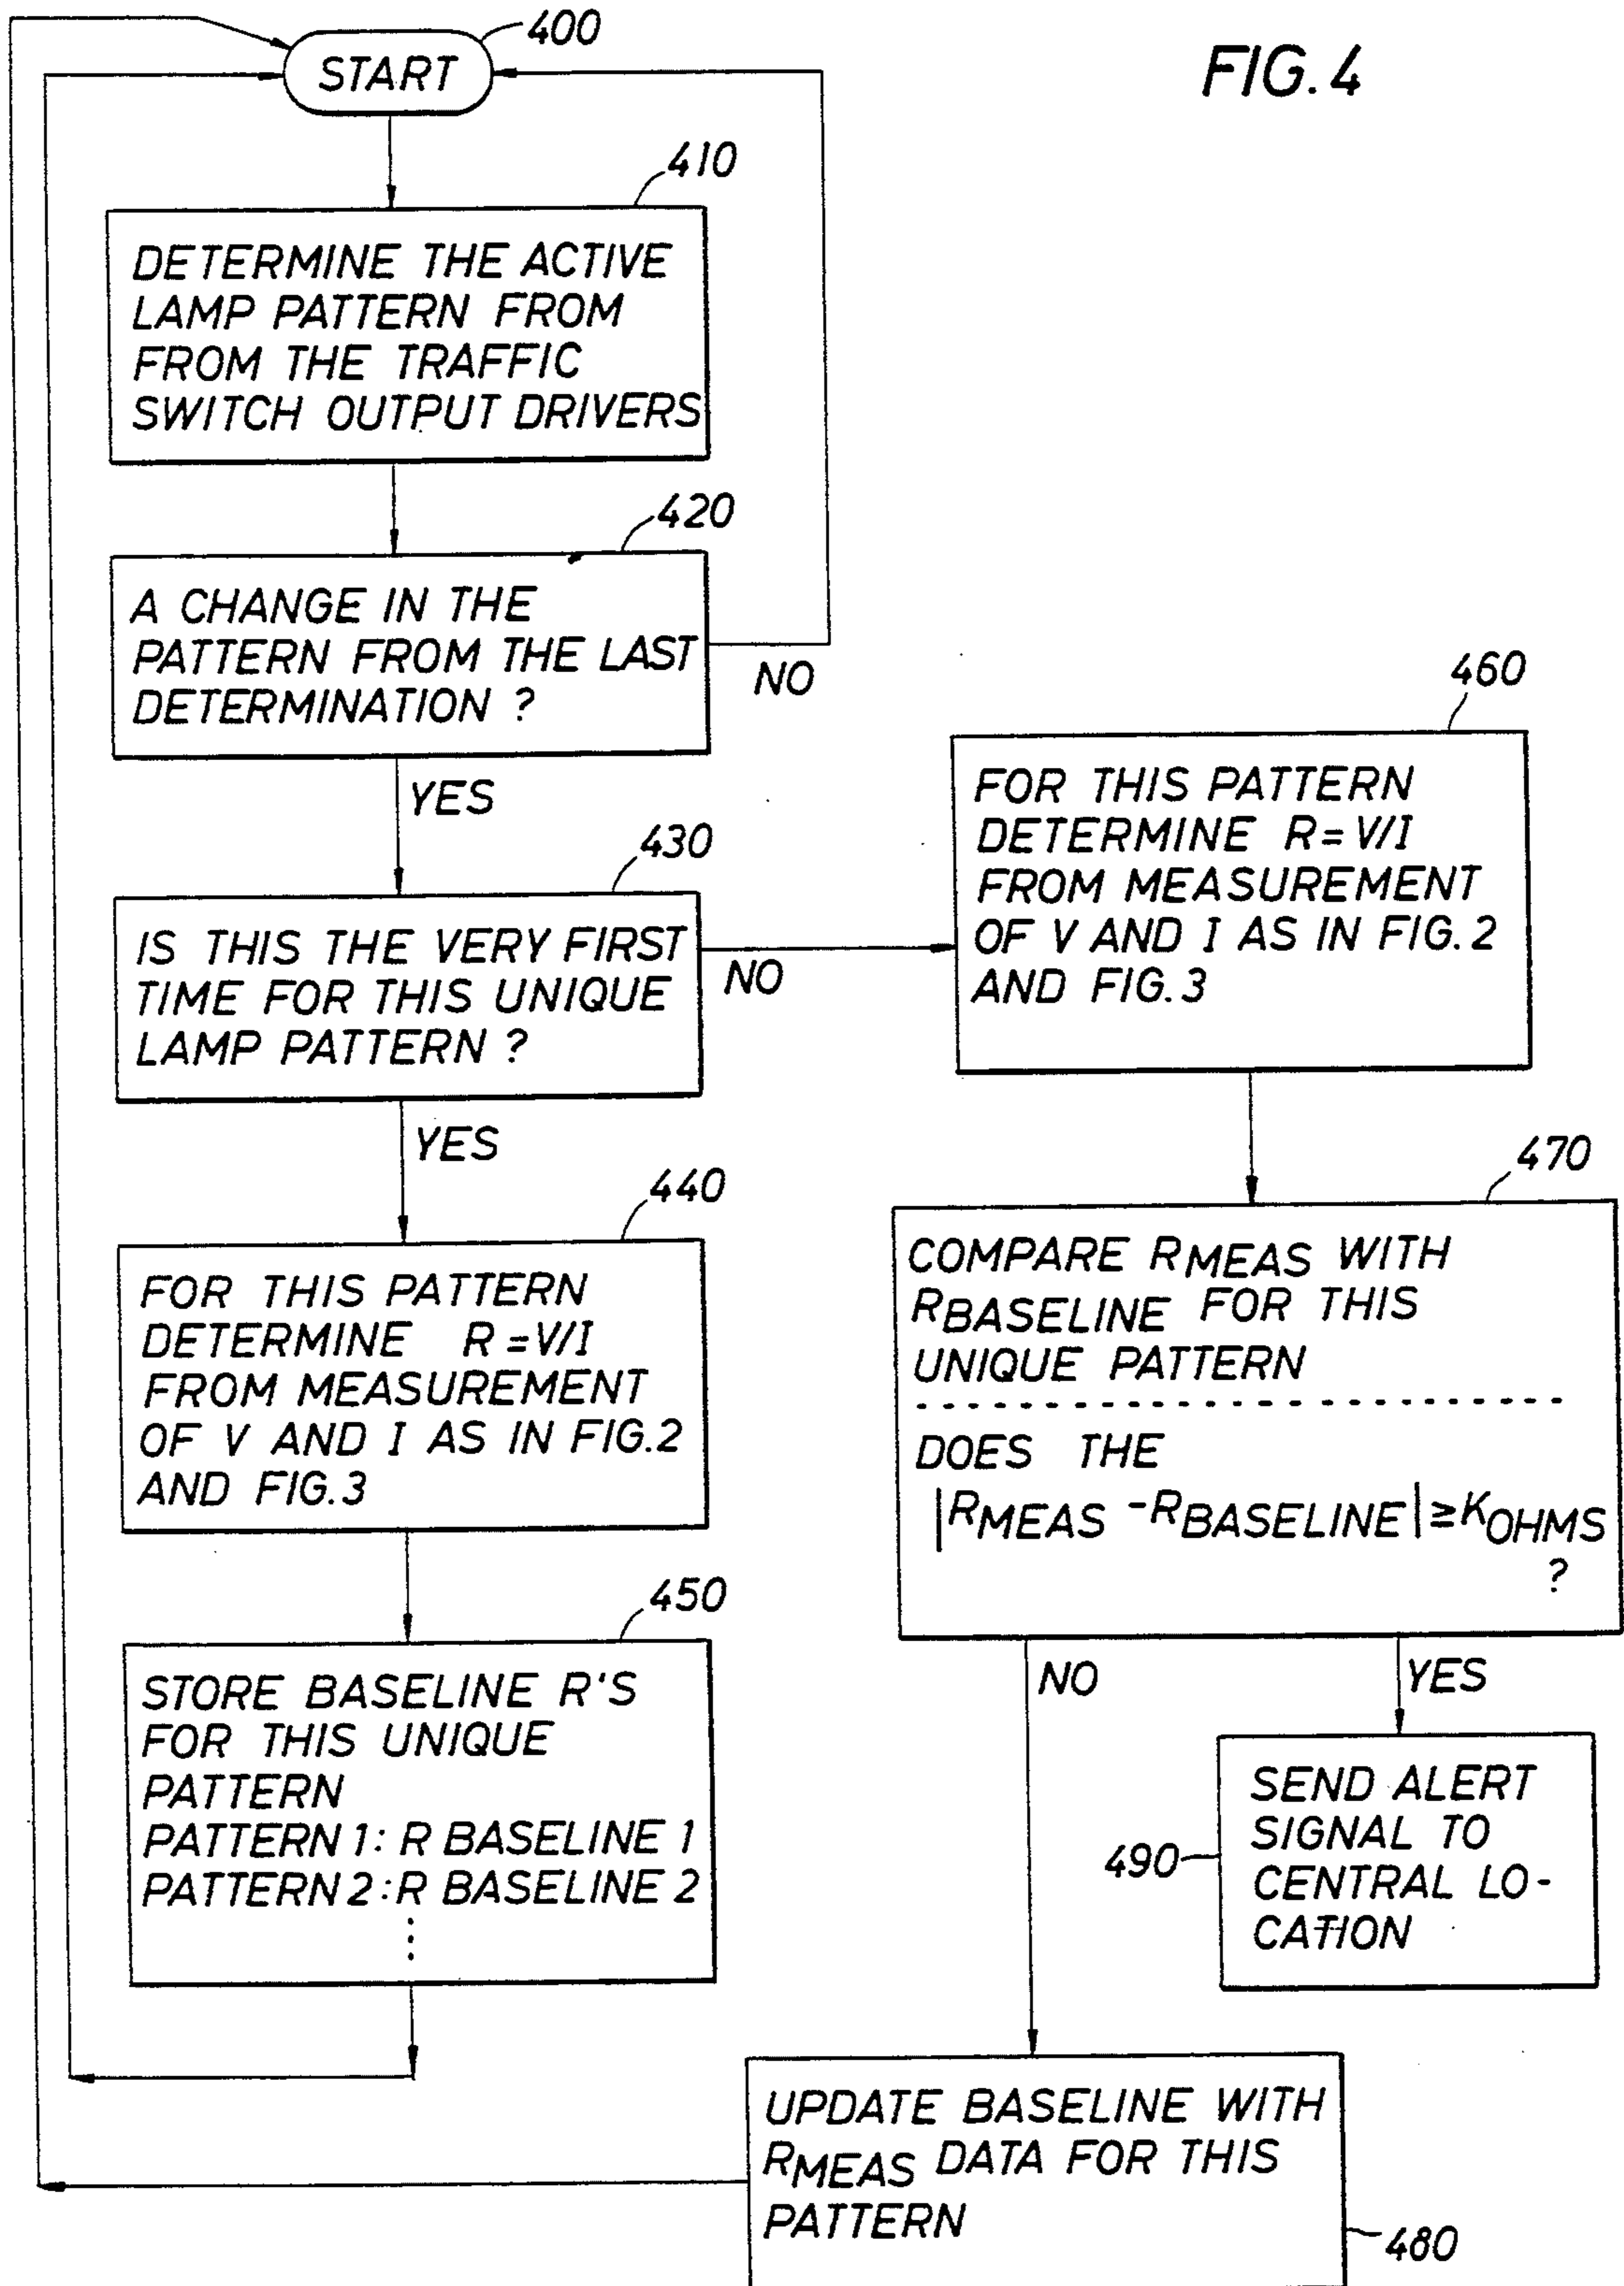 FIG. 4
400
START
410
DETERMINE THE ACTIVE
LAMP PATTERN FROM
FROM THE TRAFFIC
SWITCH OUTPUT DRIVERS
420
A CHANGE IN THE
PATTERN FROM THE LAST
DETERMINATION ?
NO
YES
430
IS THIS THE VERY FIRST
TIME FOR THIS UNIQUE
LAMP PATTERN ?
NO
YES
440
FOR THIS PATTERN
DETERMINE R=V/I
FROM MEASUREMENT
OF V AND I AS IN FIG.2
AND FIG.3
450
STORE BASELINE R'S
FOR THIS UNIQUE
PATTERN
PATTERN 1: R BASELINE 1
PATTERN 2: R BASELINE 2
460
FOR THIS PATTERN
DETERMINE R=V/I
FROM MEASUREMENT
OF V AND I AS IN FIG.2
AND FIG.3
470
COMPARE RMEAS WITH
RBASELINE FOR THIS
UNIQUE PATTERN
DOES THE
|RMEAS -RBASELINE| ≥ KOHMS
?
NO
YES
490
SEND ALERT
SIGNAL TO
CENTRAL LO-
CATION
UPDATE BASELINE WITH
RMEAS DATA FOR THIS
PATTERN
480